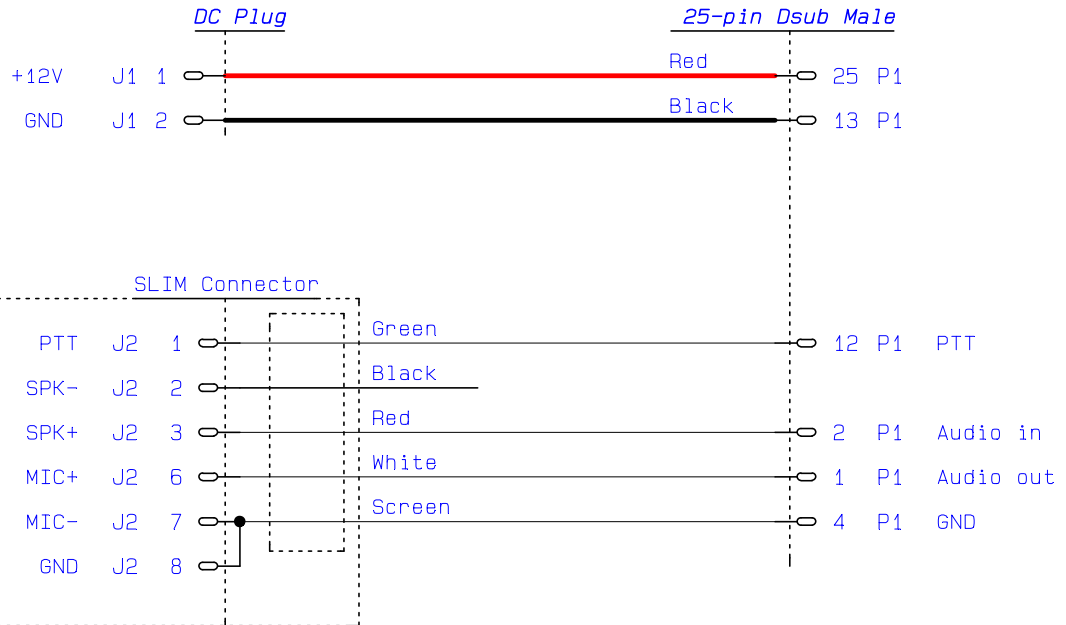 DC Plug 25-pin Dsub Male
Red
+12V J1 1 25 P1
Black
GND J1 2 13 P1
SLIM Connector
Green
PTT J2 1 12 P1 PTT
Black
SPK- J2 2
Red
SPK+ J2 3 2 P1 Audio in
White
MIC+ J2 6 1 P1 Audio out
Screen
MIC- J2 7 4 P1 GND
GND J2 8